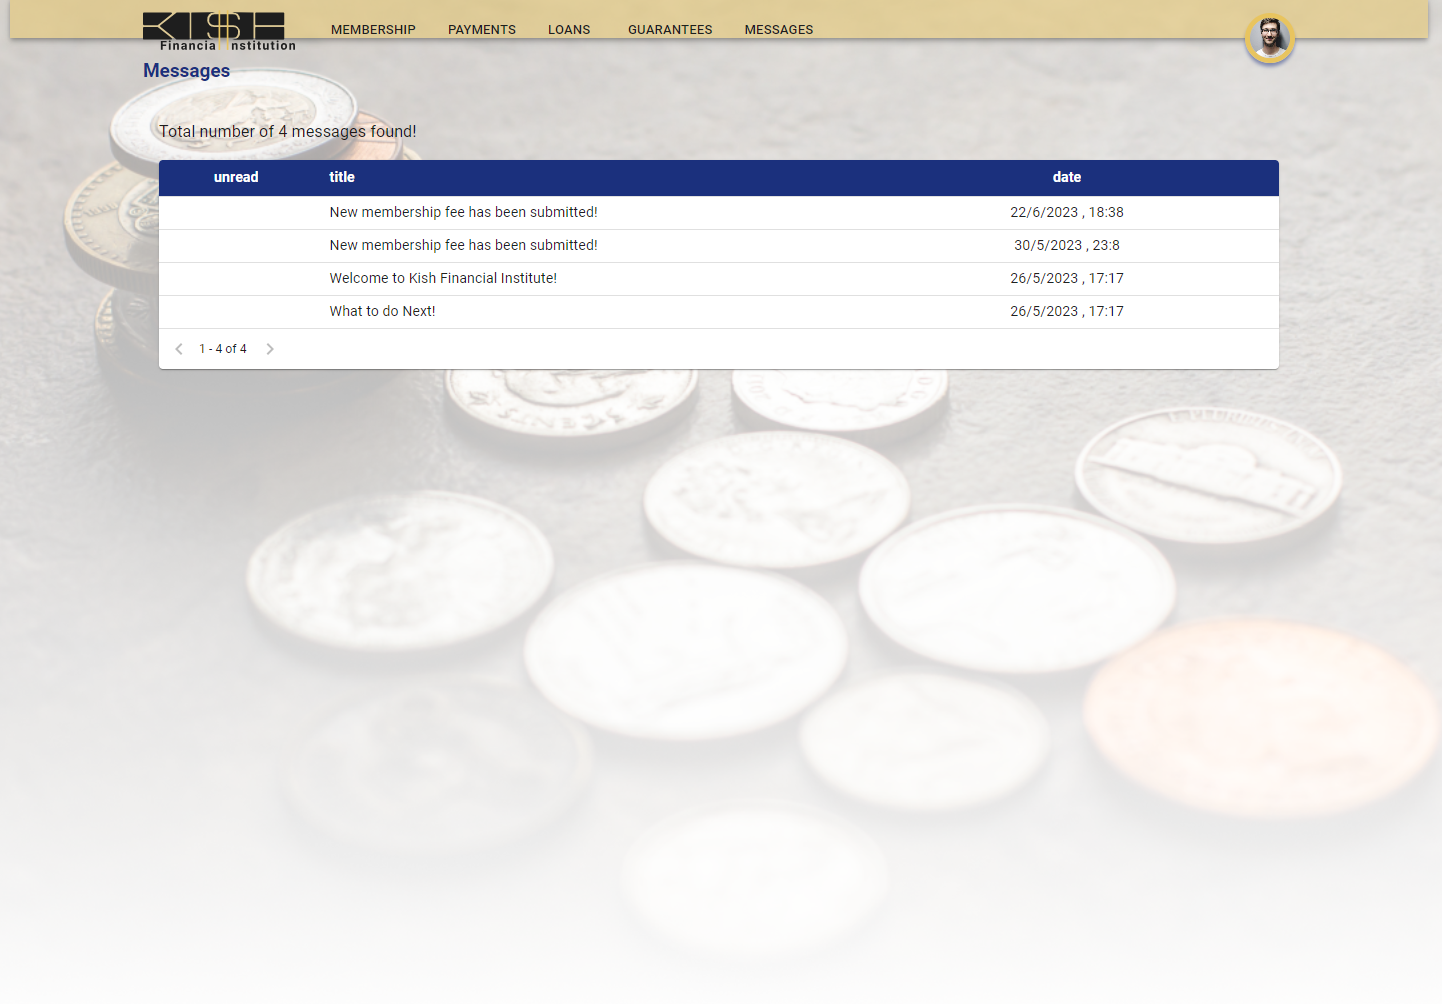 KISH
Financial Institution
MEMBERSHIP PAYMENTS LOANS GUARANTEES MESSAGES
Messages
Total number of 4 messages found!
unread title date
New membership fee has been submitted! 22/6/2023 , 18:38
New membership fee has been submitted! 30/5/2023 , 23:8
Welcome to Kish Financial Institute! 26/5/2023 , 17:17
What to do Next! 26/5/2023 , 17:17
1 - 4 of 4